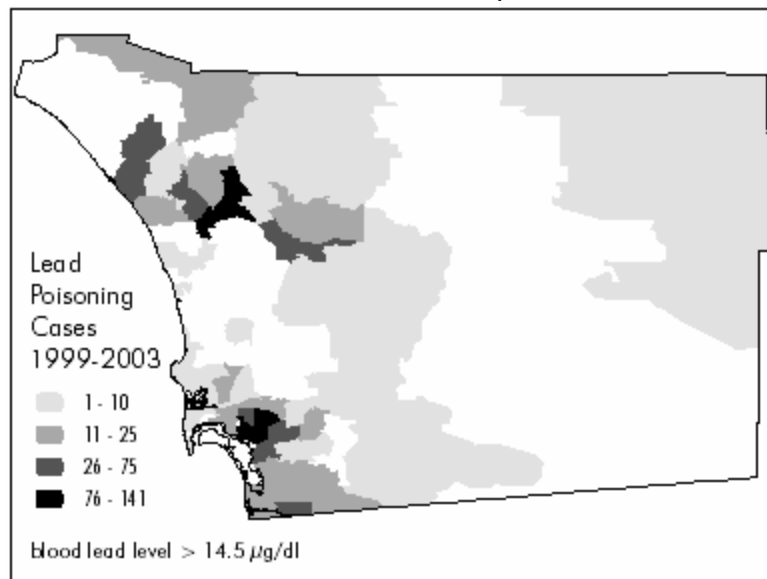 Lead
Poisoning
Cases
1999-2003
1 - 10
11 - 25
26 - 75
76 - 141
blood lead level > 14.5 µg/dl